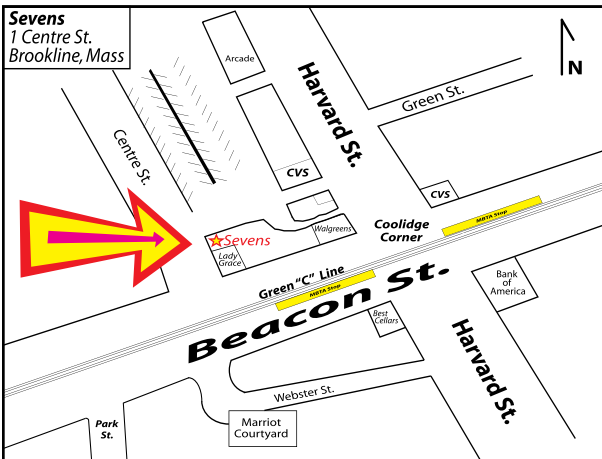 Sevens
1 Centre St.
Brookline, Mass
Arcade
Harvard St.
N
Green St.
Centre St.
CVS
CVS
MBTA Stop
Walgreens
Coolidge
Corner
Sevens
Lady
Grace
Green "C" Line
MBTA Stop
Bank
of
America
Beacon St.
Best
Cellars
Harvard St.
Webster St.
Park
St.
Marriot
Courtyard